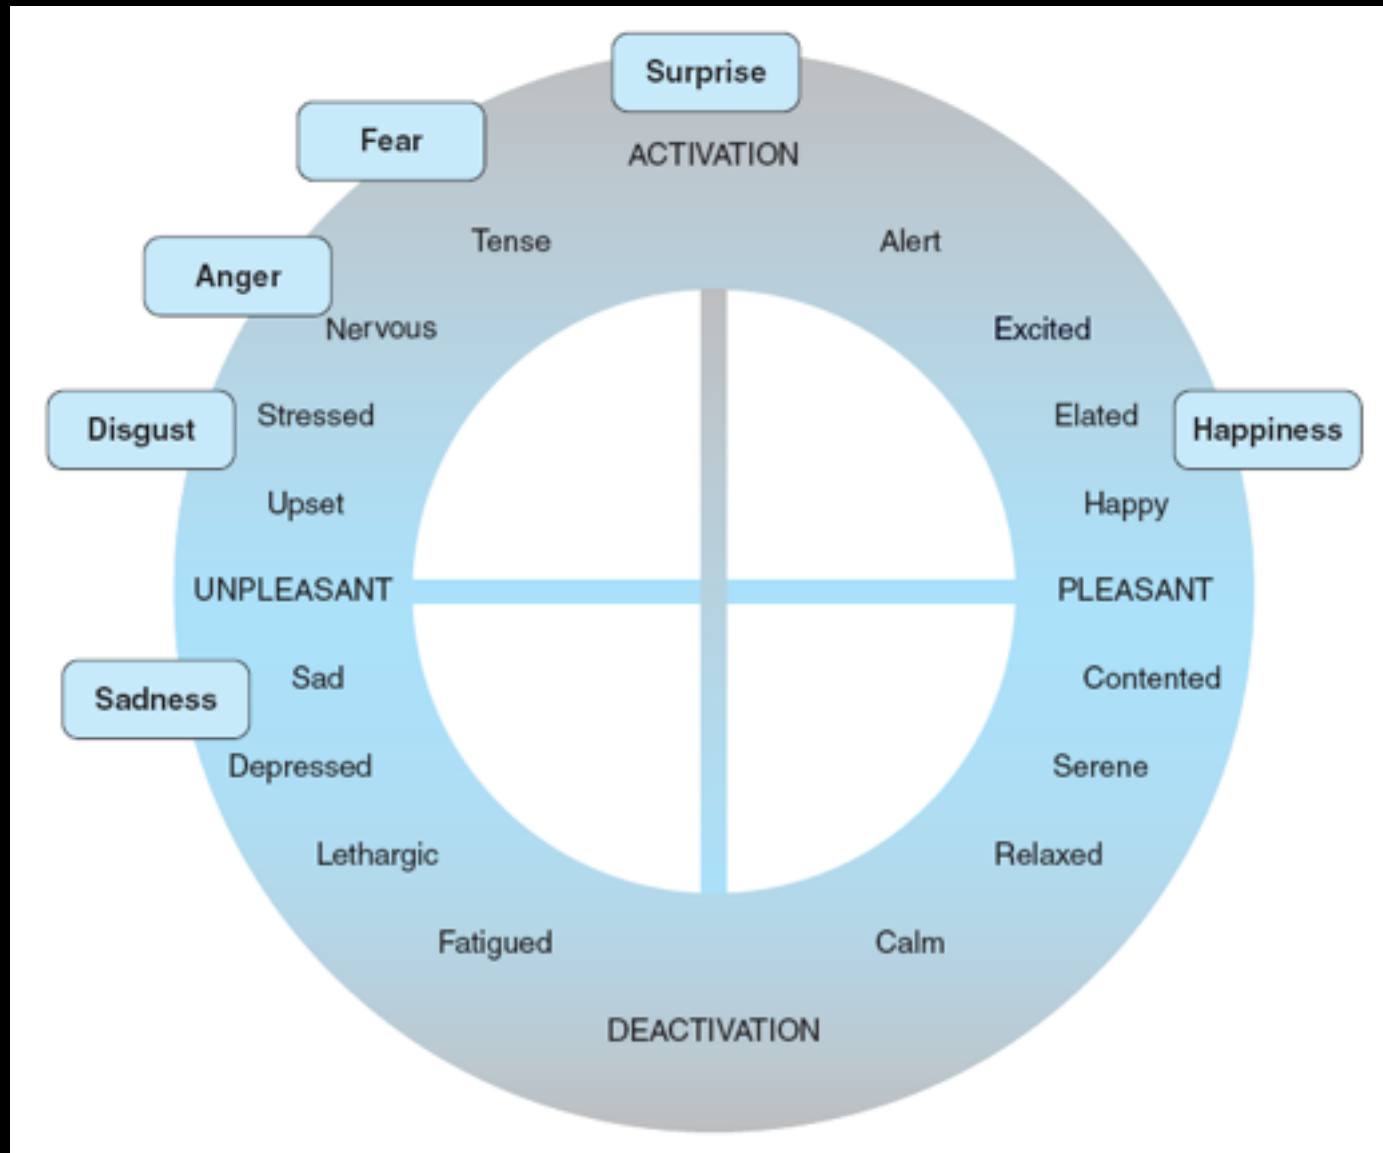 Surprise
Fear
ACTIVATION
Tense
Alert
Anger
Nervous
Excited
Disgust
Stressed
Elated
Happiness
Upset
Happy
UNPLEASANT
PLEASANT
Sad
Contented
Sadness
Depressed
Serene
Lethargic
Relaxed
Fatigued
Calm
DEACTIVATION